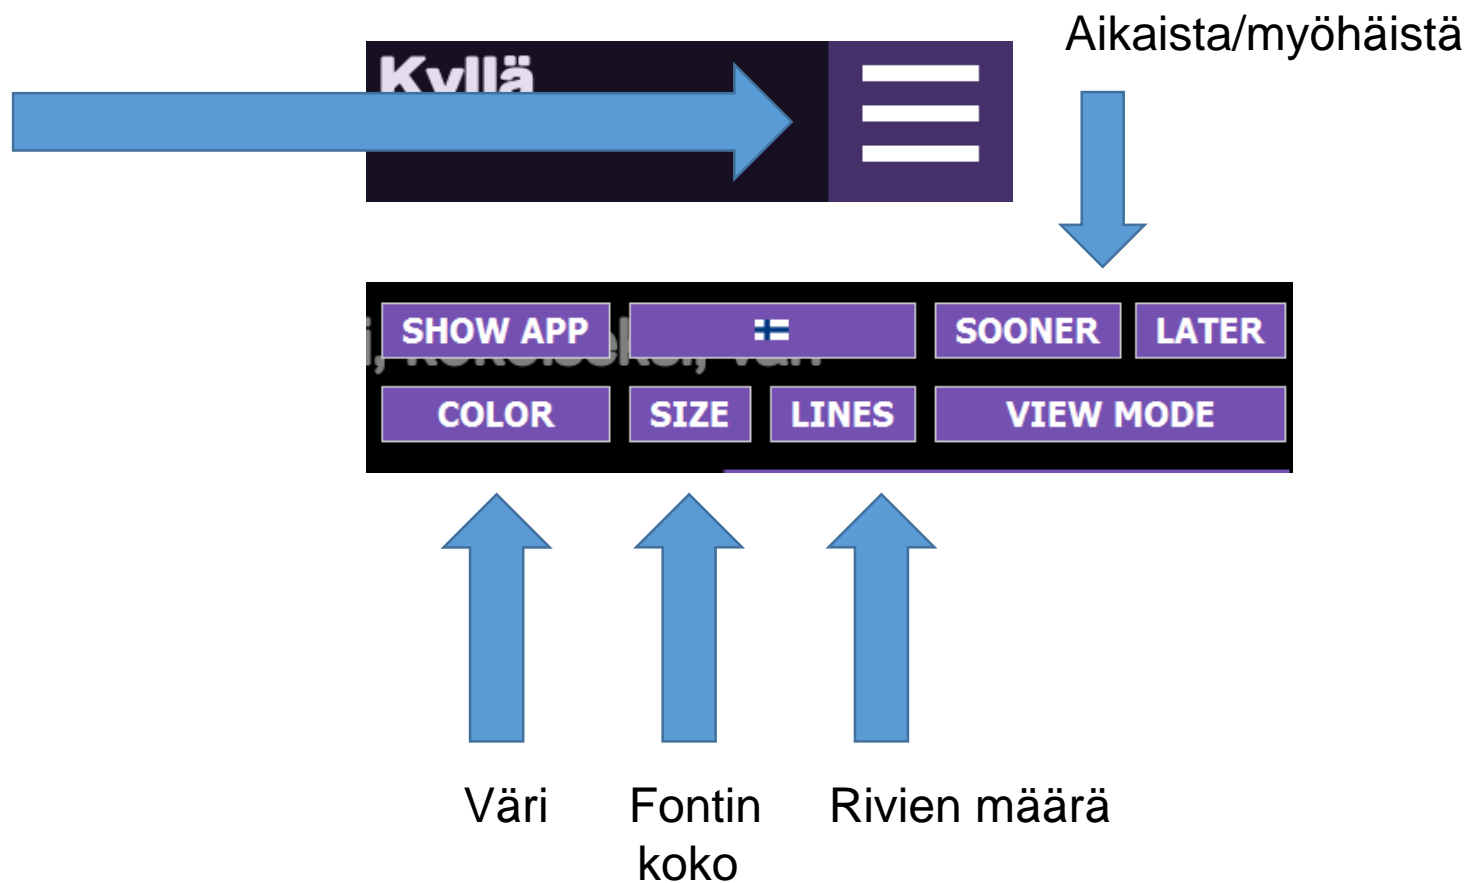 Aikaista/myöhäistä
Kyllä
SHOW APP SOONER LATER
COLOR SIZE LINES VIEW MODE
Väri Fontin koko Rivien määrä